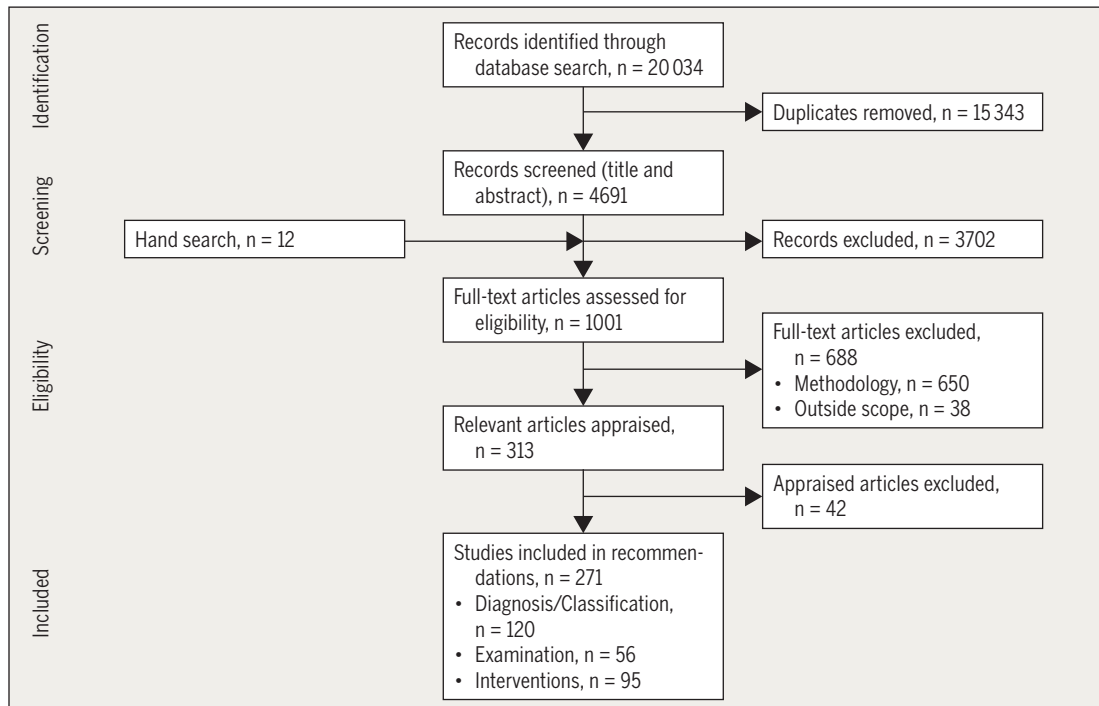 Identification
Records identified through
database search, n = 20 034
Duplicates removed, n = 15 343
Screening
Records screened (title and
abstract), n = 4691
Hand search, n = 12
Records excluded, n = 3702
Eligibility
Full-text articles assessed for
eligibility, n = 1001
Full-text articles excluded,
n = 688
• Methodology, n = 650
• Outside scope, n = 38
Relevant articles appraised,
n = 313
Appraised articles excluded,
n = 42
Included
Studies included in recommen-
dations, n = 271
• Diagnosis/Classification,
n = 120
• Examination, n = 56
• Interventions, n = 95